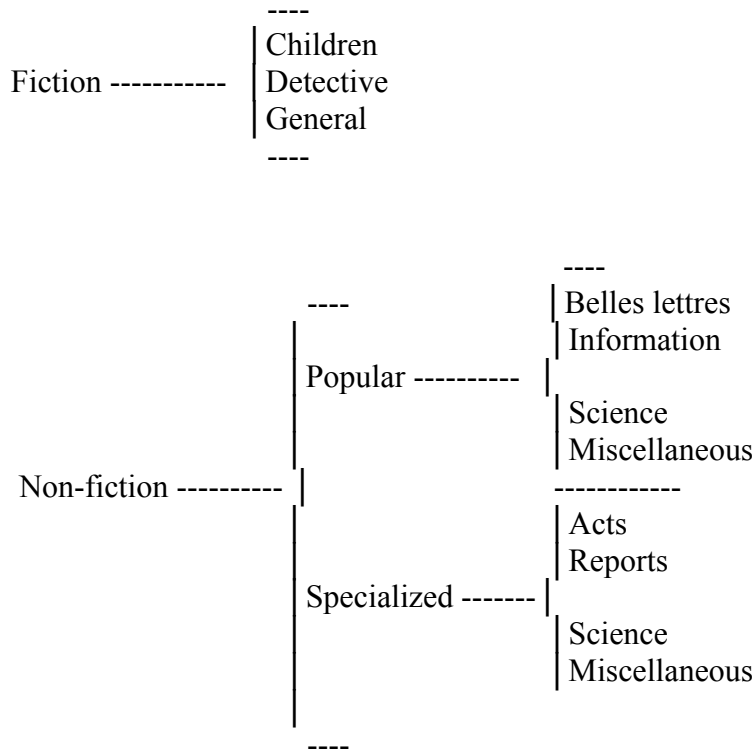 ----
| Children
Fiction ----------- | Detective
| General
----
----
---- | Belles lettres
| | Information
| Popular ---------- |
| | Science
| | Miscellaneous
Non-fiction ---------- | ------------
| | Acts
| | Reports
| Specialized ------- |
| | Science
| | Miscellaneous
|
----